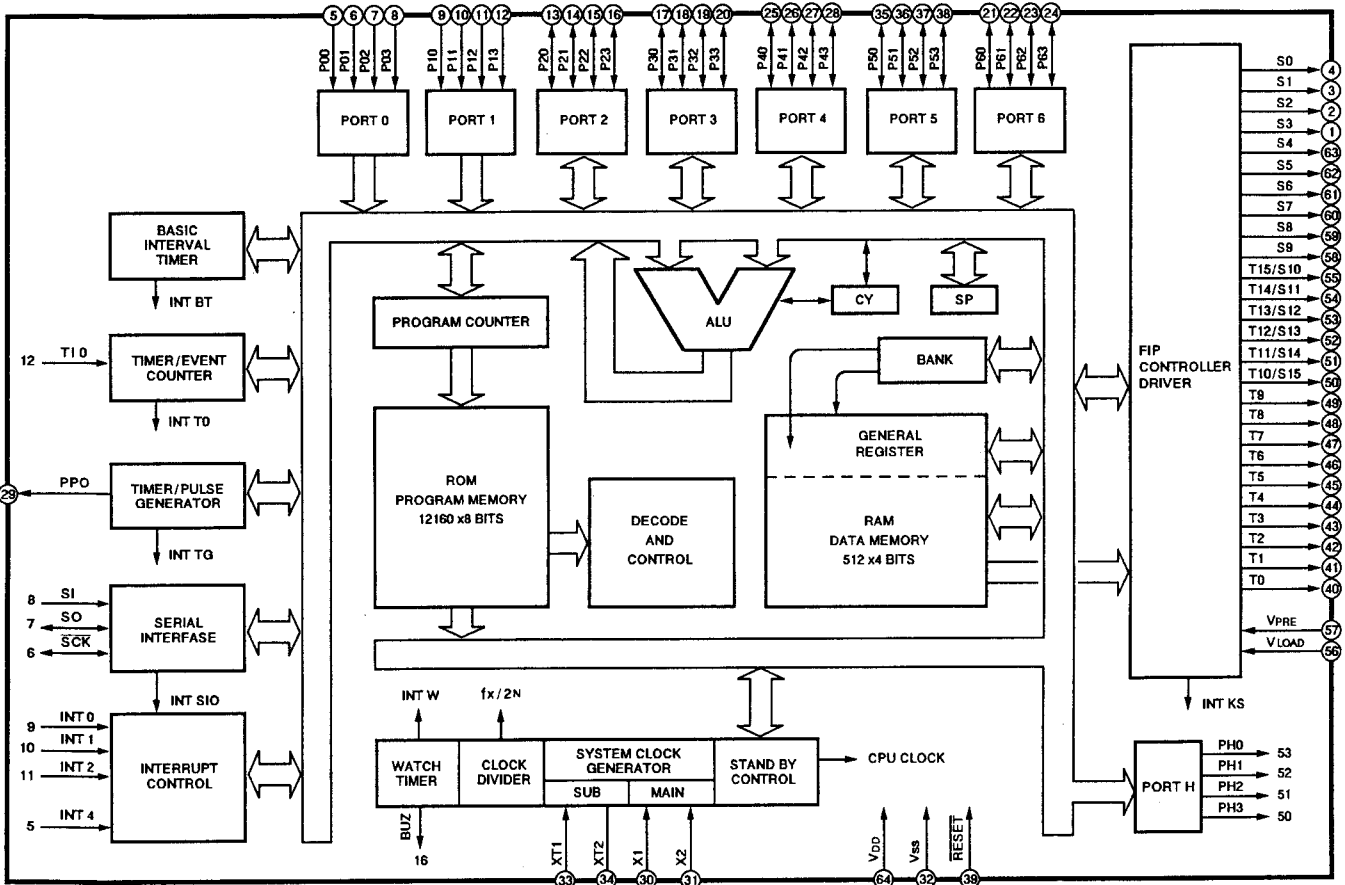 5 6 7 8 9 10 11 12 13 14 15 16 17 18 19 20 25 26 27 28 35 36 37 38 21 22 23 24
P00 P01 P02 P03 P10 P11 P12 P13 P20 P21 P22 P23 P30 P31 P32 P33 P40 P41 P42 P43 P50 P51 P52 P53 P60 P61 P62 P63
PORT 0 PORT 1 PORT 2 PORT 3 PORT 4 PORT 5 PORT 6
BASIC
INTERVAL
TIMER
INT BT
12 TI 0
TIMER/EVENT
COUNTER
INT T0
29 PPO
TIMER/PULSE
GENERATOR
INT TG
8 SI
7 SO
6 SCK
SERIAL
INTERFASE
INT SIO
9 INT 0
10 INT 1
11 INT 2
5 INT 4
INTERRUPT
CONTROL
PROGRAM COUNTER
ALU
CY
SP
BANK
ROM
PROGRAM MEMORY
12160 x8 BITS
DECODE
AND
CONTROL
GENERAL
REGISTER
RAM
DATA MEMORY
512 x4 BITS
INT W
fx/2N
WATCH
TIMER
CLOCK
DIVIDER
SYSTEM CLOCK
GENERATOR
SUB
MAIN
STAND BY
CONTROL
CPU CLOCK
BUZ
16
XT1 XT2 X1 X2
33 34 30 31
VDD VSS RESET
64 32 39
FIP
CONTROLLER
DRIVER
S0 4
S1 3
S2 2
S3 1
S4 63
S5 62
S6 61
S7 60
S8 59
S9 58
T15/S10 55
T14/S11 54
T13/S12 53
T12/S13 52
T11/S14 51
T10/S15 50
T9 49
T8 48
T7 47
T6 46
T5 45
T4 44
T3 43
T2 42
T1 41
T0 40
VPRE 57
VLOAD 56
INT KS
PORT H
PH0 53
PH1 52
PH2 51
PH3 50